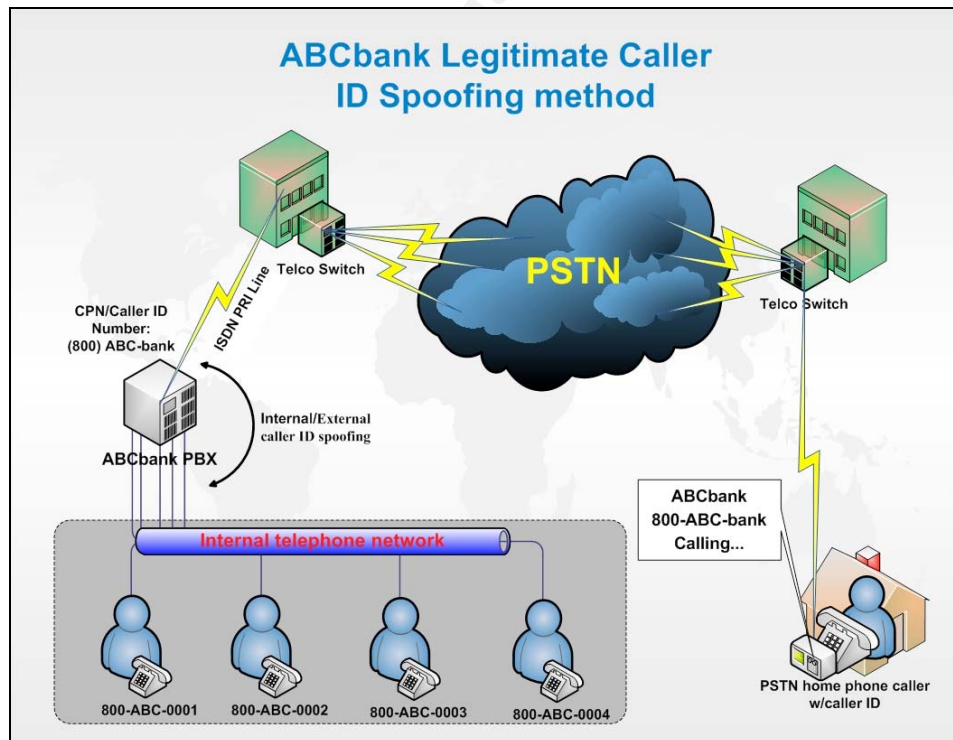 ABCbank Legitimate Caller
ID Spoofing method
Telco Switch
PSTN
Telco Switch
CPN/Caller ID
Number:
(800) ABC-bank
ISDN PRI Line
Internal/External
caller ID spoofing
ABCbank PBX
ABCbank
800-ABC-bank
Calling...
Internal telephone network
800-ABC-0001
800-ABC-0002
800-ABC-0003
800-ABC-0004
PSTN home phone caller
w/caller ID